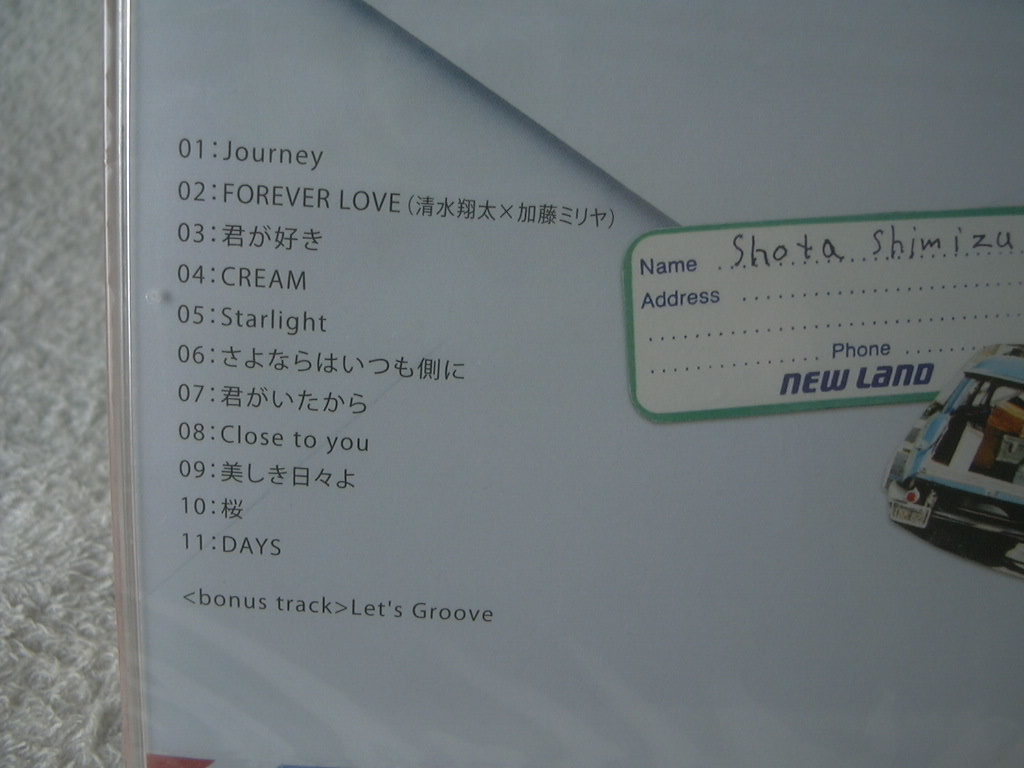 01:Journey
02:FOREVER LOVE(清水翔太×加藤ミリヤ)
03:君が好き
04:CREAM
05:Starlight
06:さよならはいつも側に
07:君がいたから
08:Close to you
09:美しき日々よ
10:桜
11:DAYS
<bonus track>Let's Groove
Name Shota Shimizu
Address
Phone
NEW LAND